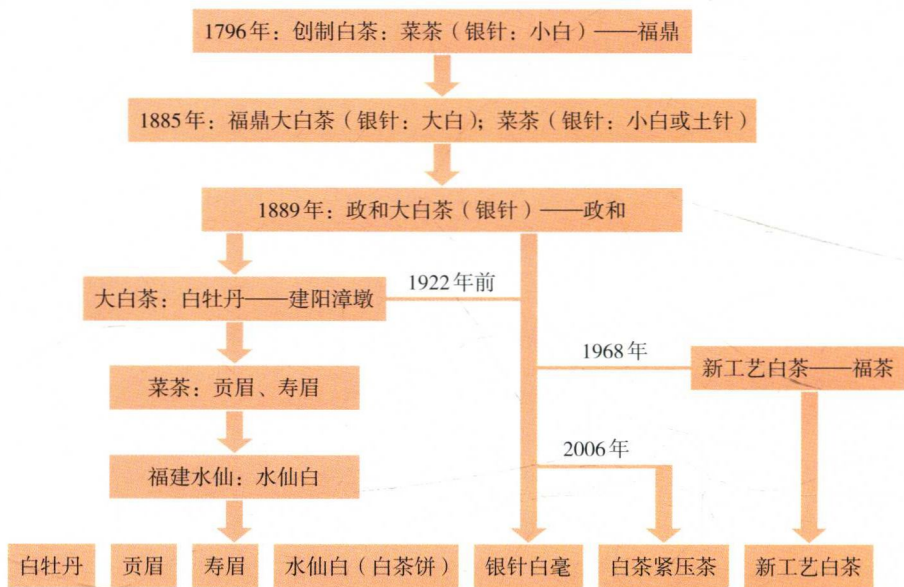 1796年：创制白茶：菜茶（银针：小白）——福鼎
1885年：福鼎大白茶（银针：大白）；菜茶（银针：小白或土针）
1889年：政和大白茶（银针）——政和
大白茶：白牡丹——建阳漳墩
1922年前
1968年
新工艺白茶——福茶
菜茶：贡眉、寿眉
2006年
福建水仙：水仙白
白牡丹
贡眉
寿眉
水仙白（白茶饼）
银针白毫
白茶紧压茶
新工艺白茶